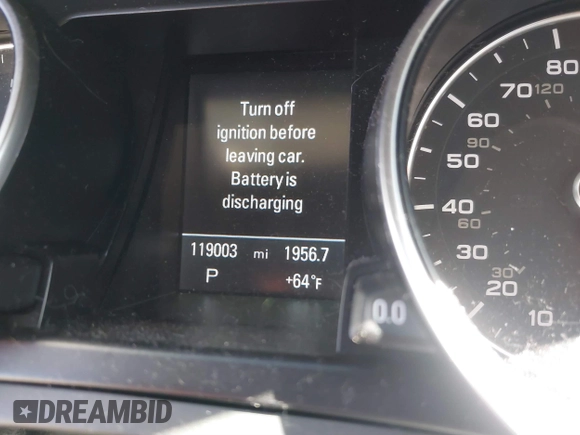 Turn off
ignition before
leaving car.
Battery is
discharging
119003 mi 1956.7
P +64°F
0.0
80
70 120
60
90
50
40
60
30
30
20
10
DREAMBID